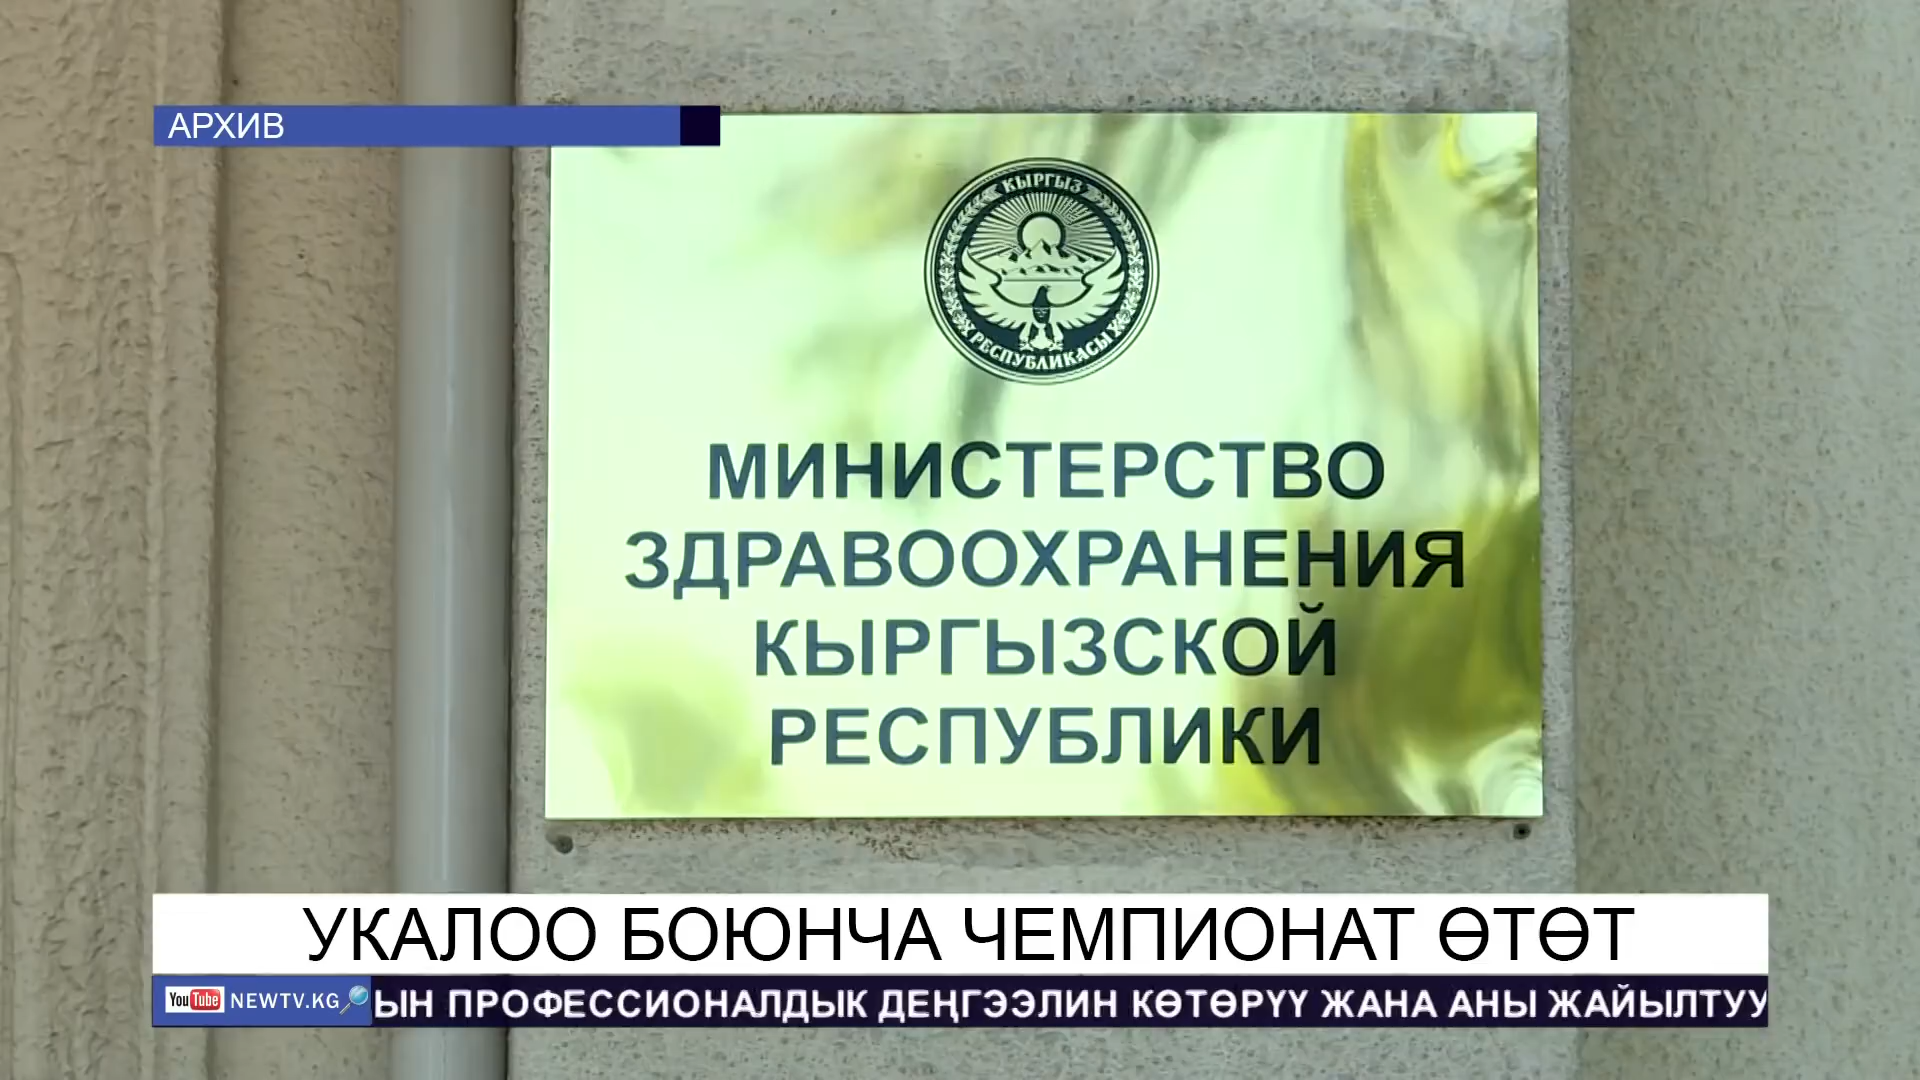 АРХИВ
КЫРГЫЗ
РЕСПУБЛИКАСЫ
МИНИСТЕРСТВО
ЗДРАВООХРАНЕНИЯ
КЫРГЫЗСКОЙ
РЕСПУБЛИКИ
УКАЛОО БОЮНЧА ЧЕМПИОНАТ ӨТӨТ
YouTube NEWTV.KG ЫН ПРОФЕССИОНАЛДЫК ДЕҢГЭЭЛИН КӨТӨРҮҮ ЖАНА АНЫ ЖАЙЫЛТУУ